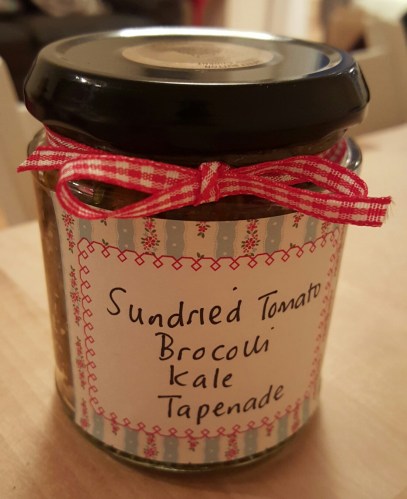 Sundried Tomato
Brocolli
Kale
Tapenade